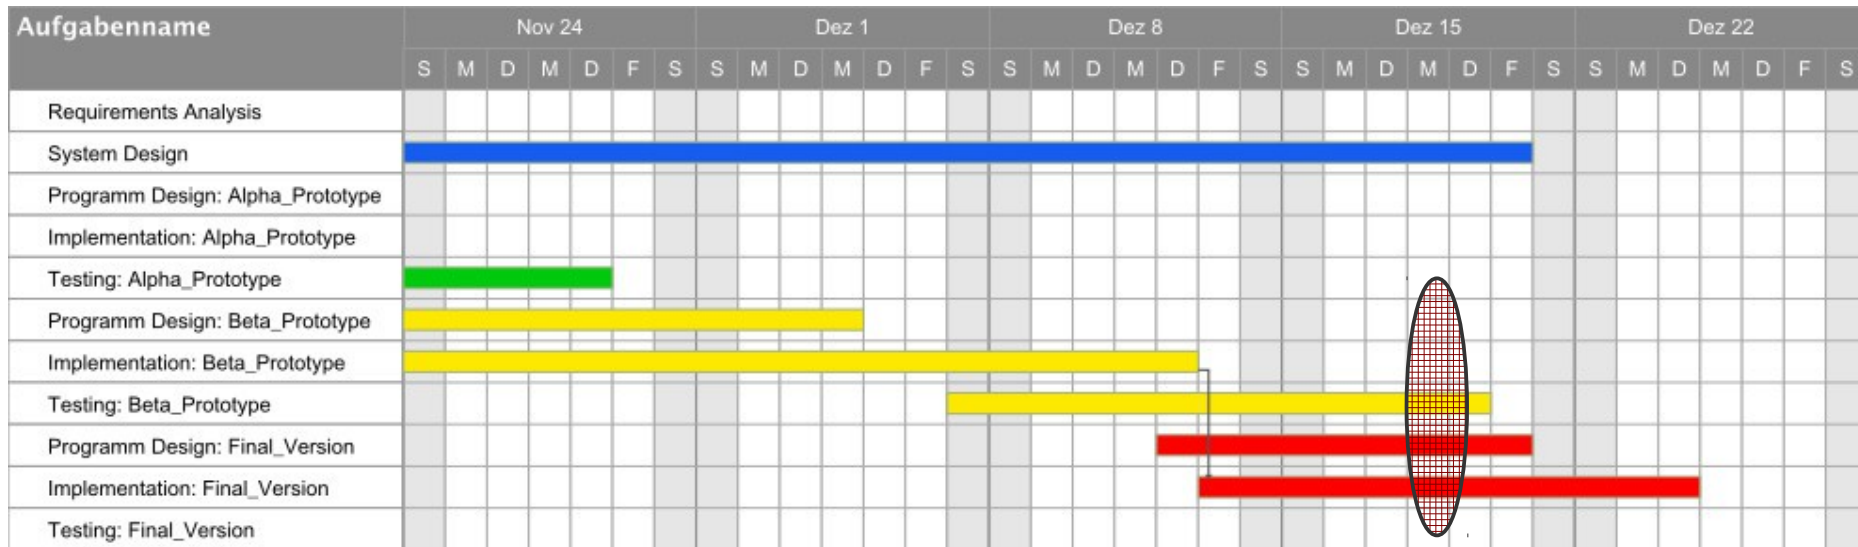 Aufgabenname Nov 24 Dez 1 Dez 8 Dez 15 Dez 22
S M D M D F S S M D M D F S S M D M D F S S M D M D F S S M D M D F S
Requirements Analysis
System Design
Programm Design: Alpha_Prototype
Implementation: Alpha_Prototype
Testing: Alpha_Prototype
Programm Design: Beta_Prototype
Implementation: Beta_Prototype
Testing: Beta_Prototype
Programm Design: Final_Version
Implementation: Final_Version
Testing: Final_Version